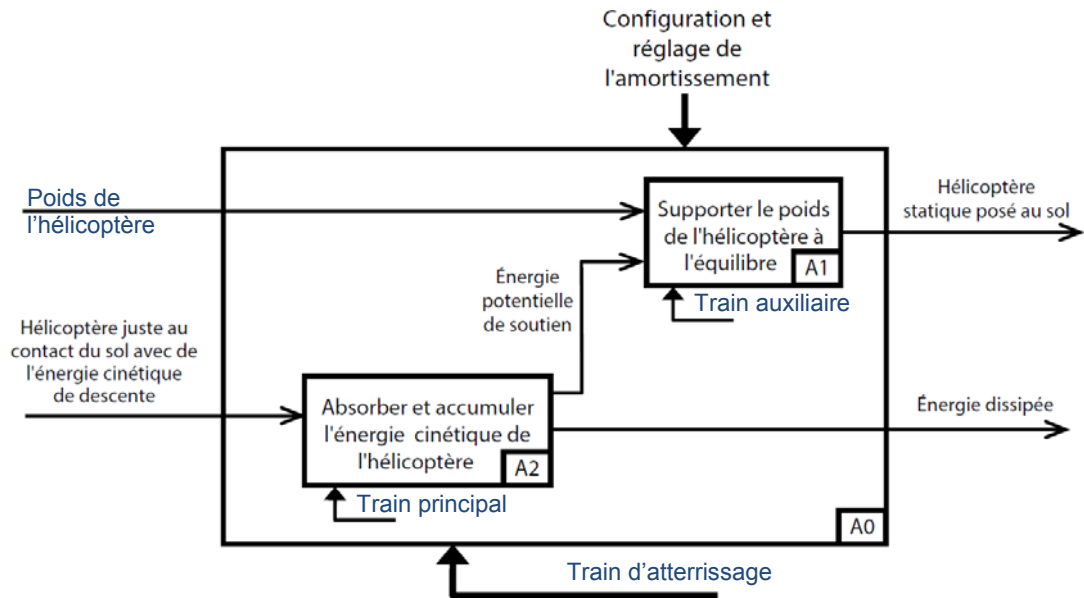 Configuration et
réglage de
l'amortissement
Poids de
l’hélicoptère
Supporter le poids
de l'hélicoptère à
l'équilibre
A1
Hélicoptère
statique posé au sol
Énergie
potentielle
de soutien
Train auxiliaire
Hélicoptère juste au
contact du sol avec de
l'énergie cinétique
de descente
Absorber et accumuler
l'énergie cinétique de
l'hélicoptère
A2
Énergie dissipée
Train principal
A0
Train d’atterrissage